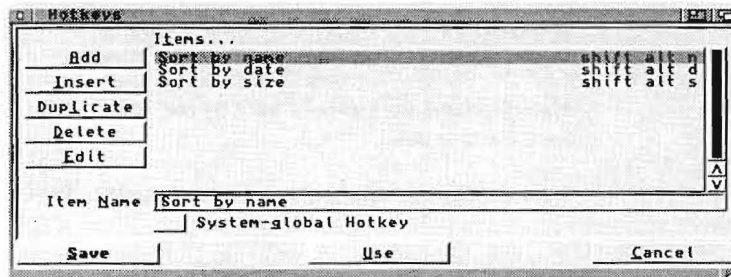 Hotkeys
Items...
Add
Insert
Duplicate
Delete
Edit
Sort by name shift alt n
Sort by date shift alt d
Sort by size shift alt s
Item Name Sort by name
System-global Hotkey
Save Use Cancel